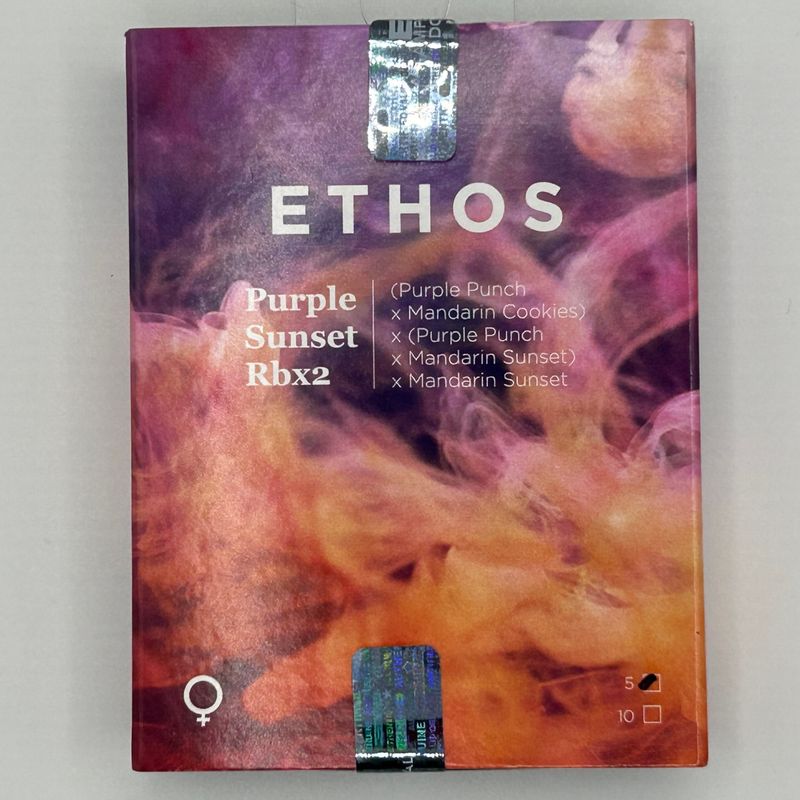 ETHOS
Purple
Sunset
Rbx2
(Purple Punch
x Mandarin Cookies)
x (Purple Punch
x Mandarin Sunset)
x Mandarin Sunset
5
10